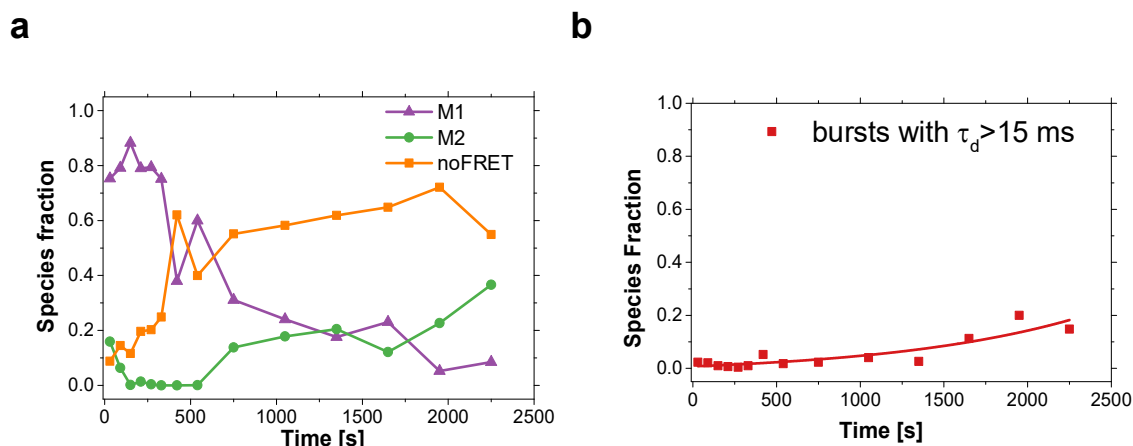 a
1.0
0.8
0.6
0.4
0.2
0.0
Species fraction
M1
M2
noFRET
0 500 1000 1500 2000 2500
Time [s]
b
1.0
0.8
0.6
0.4
0.2
0.0
Species Fraction
bursts with τd>15 ms
0 500 1000 1500 2000 2500
Time [s]